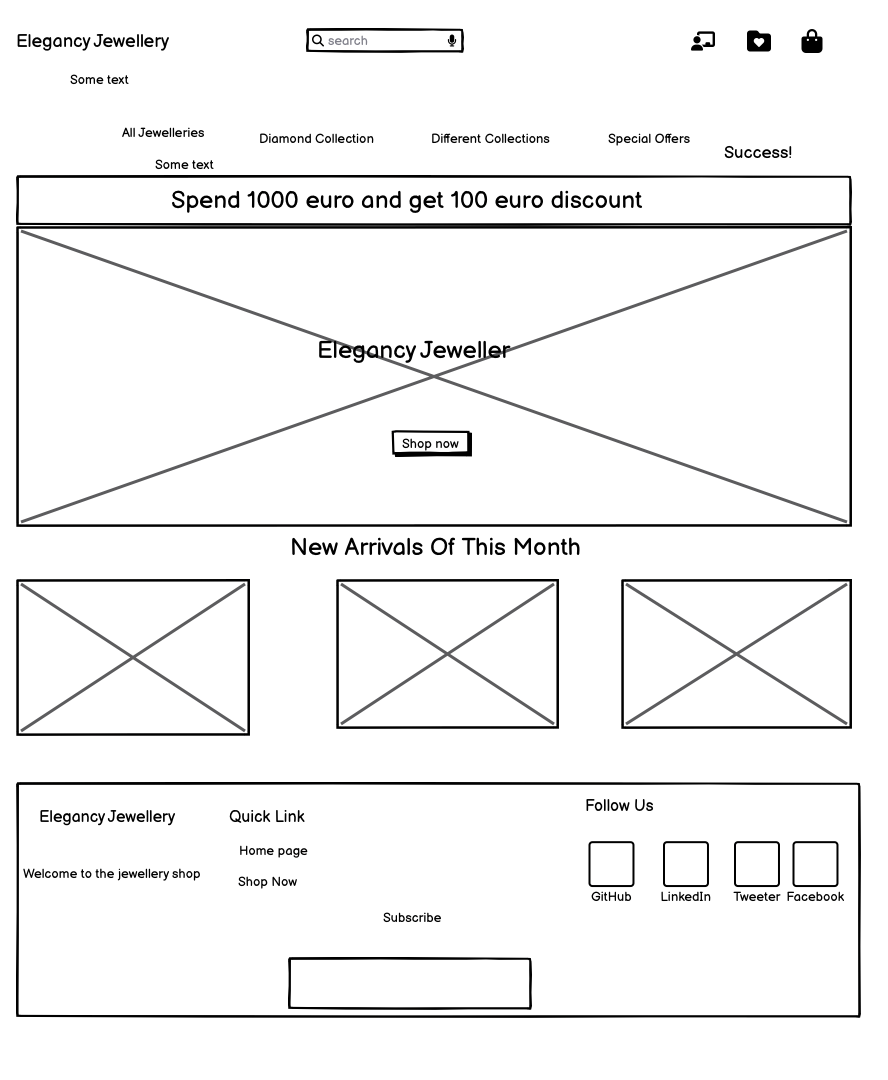 Elegancy Jewellery
search
Some text
All Jewelleries
Diamond Collection
Different Collections
Special Offers
Success!
Some text
Spend 1000 euro and get 100 euro discount
Elegancy Jeweller
Shop now
New Arrivals Of This Month
Elegancy Jewellery
Quick Link
Follow Us
Home page
Welcome to the jewellery shop
Shop Now
GitHub
LinkedIn
Tweeter
Facebook
Subscribe